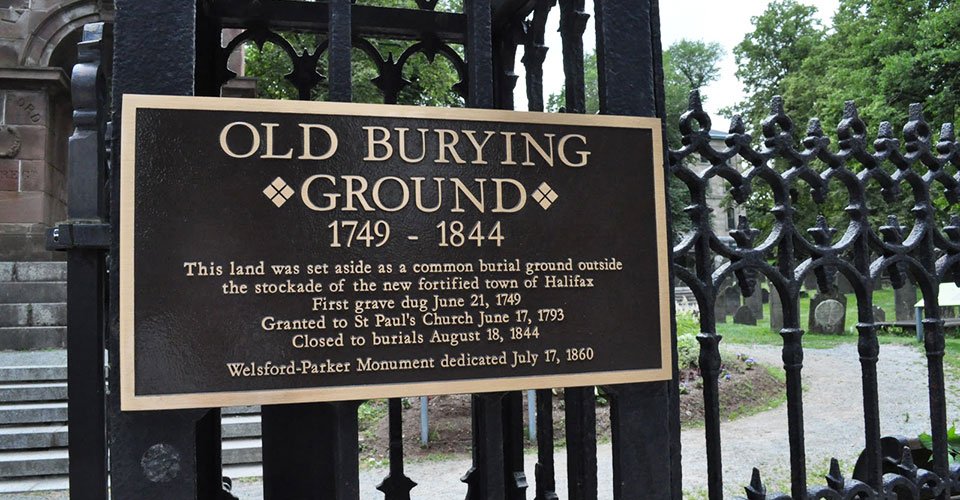 OLD BURYING
GROUND
1749 - 1844
This land was set aside as a common burial ground outside
the stockade of the new fortified town of Halifax
First grave dug June 21, 1749
Granted to St Paul's Church June 17, 1793
Closed to burials August 18, 1844
Welsford-Parker Monument dedicated July 17, 1860